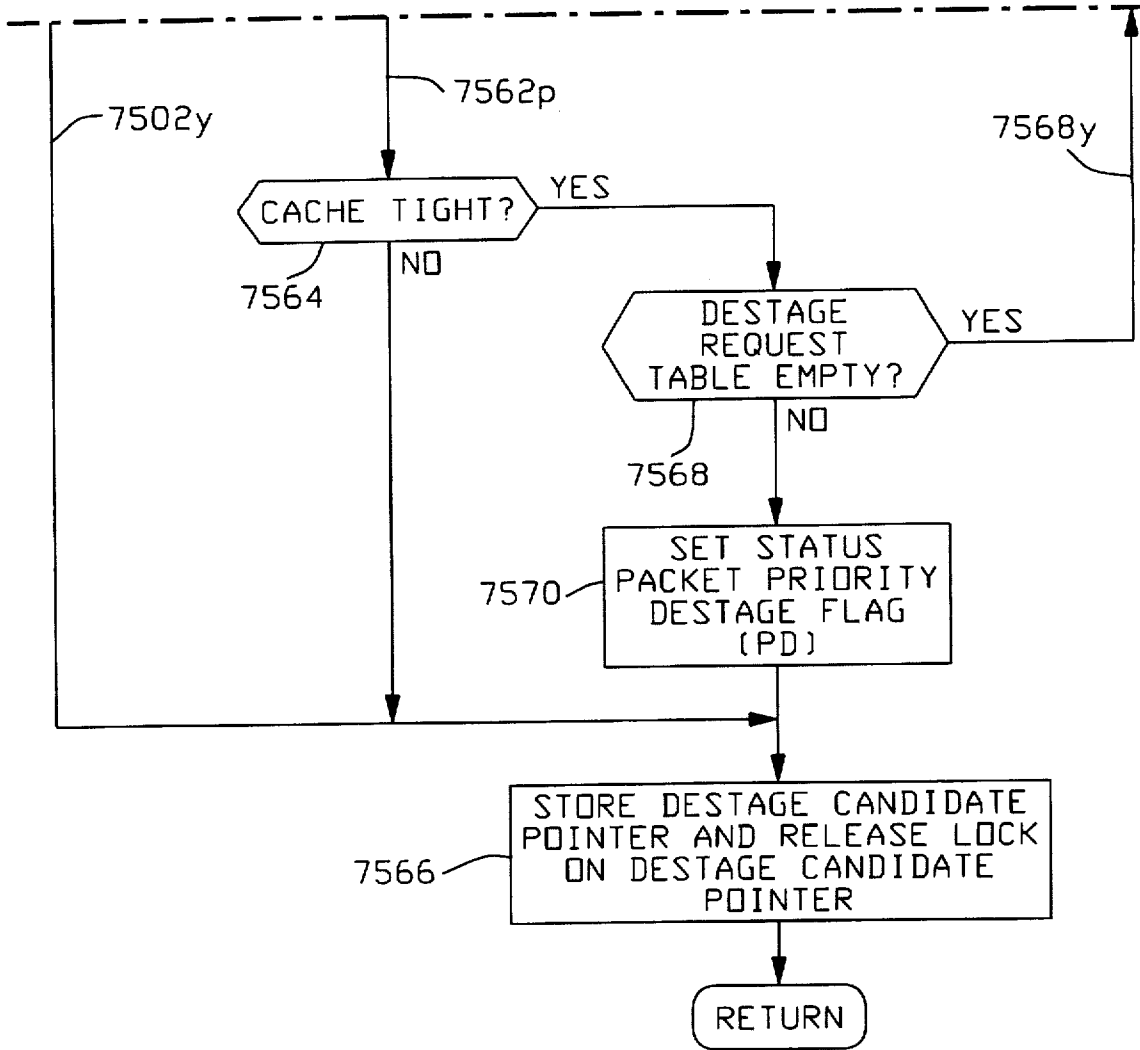 7562p
7502y
7568y
YES
CACHE TIGHT?
NO
7564
DESTAGE
REQUEST
TABLE EMPTY?
YES
NO
7568
SET STATUS
PACKET PRIORITY
DESTAGE FLAG
(PD)
7570
STORE DESTAGE CANDIDATE
POINTER AND RELEASE LOCK
ON DESTAGE CANDIDATE
POINTER
7566
RETURN